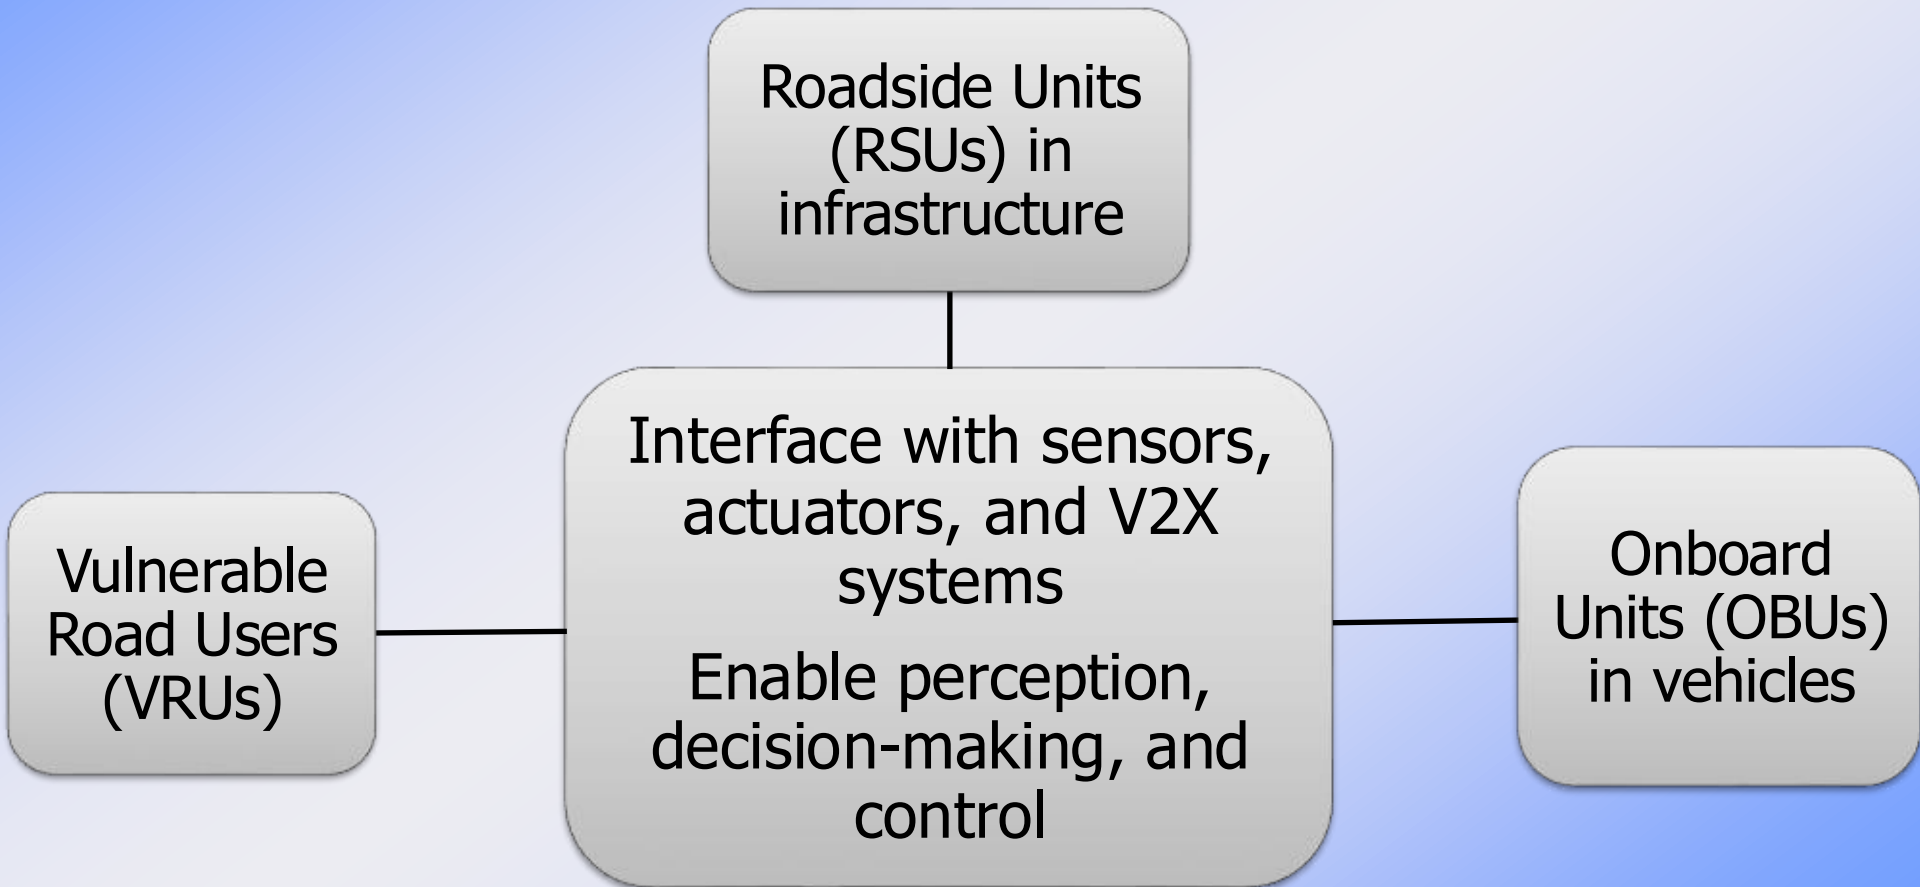 Roadside Units
(RSUs) in
infrastructure
Interface with sensors,
actuators, and V2X
systems
Enable perception,
decision-making, and
control
Vulnerable
Road Users
(VRUs)
Onboard
Units (OBUs)
in vehicles